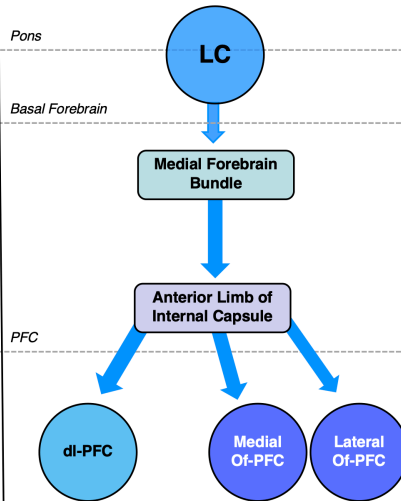 Pons
LC
Basal Forebrain
Medial Forebrain
Bundle
Anterior Limb of
Internal Capsule
PFC
dl-PFC
Medial
Of-PFC
Lateral
Of-PFC